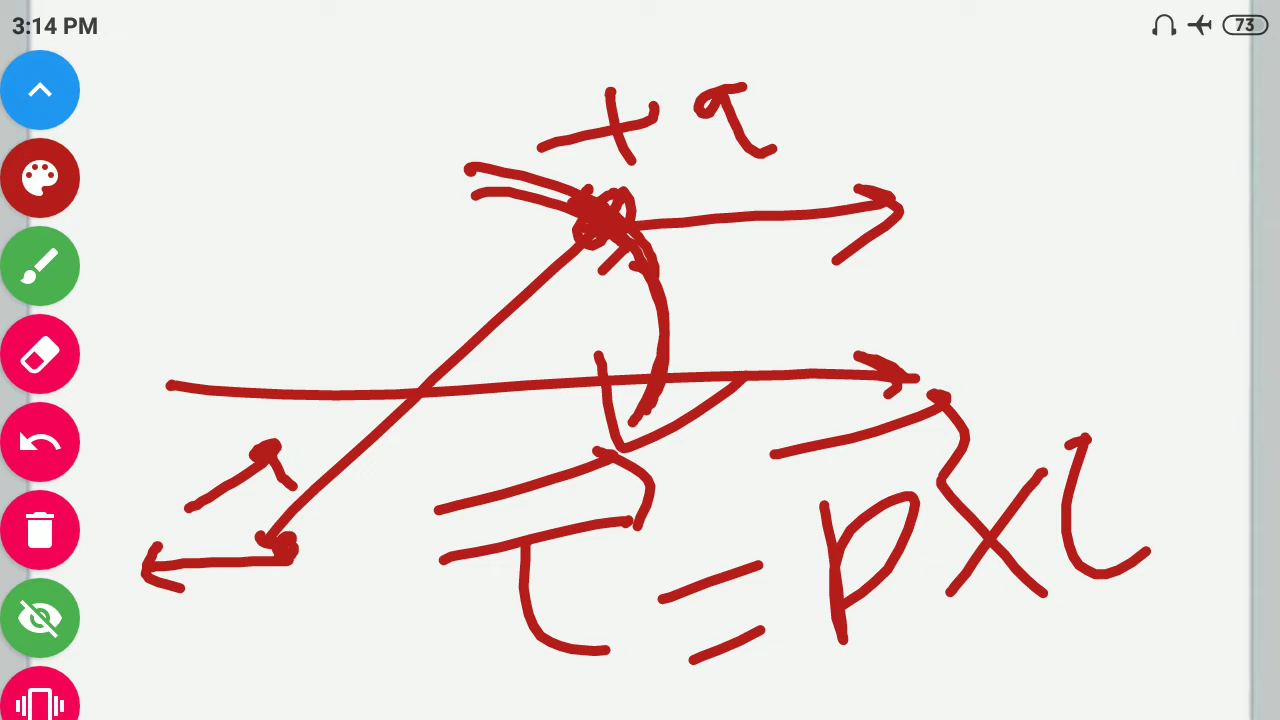 3:14 PM 73
+ q
τ = P X